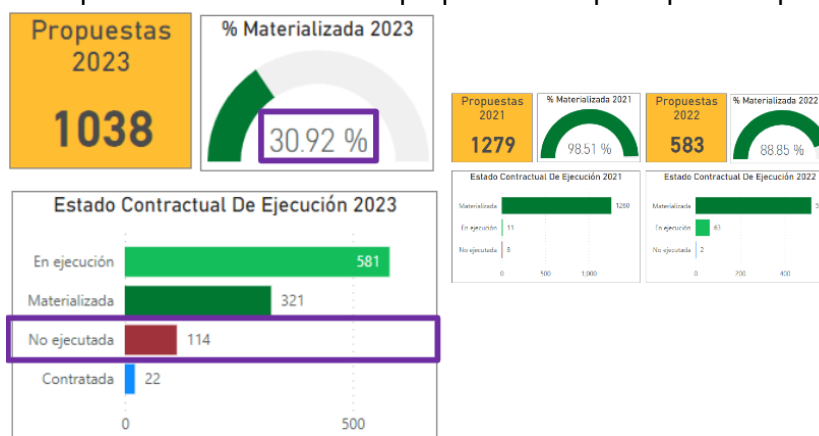 Propuestas
2023
1038
% Materializada 2023
30.92 %
Estado Contractual De Ejecución 2023
En ejecución 581
Materializada 321
No ejecutada 114
Contratada 22
0 500
Propuestas
2021
1279
% Materializada 2021
98.51 %
Propuestas
2022
583
% Materializada 2022
88.85 %
Estado Contractual De Ejecución 2021
Materializada 1260
En ejecución 11
No ejecutada 8
0 500 1,000
Estado Contractual De Ejecución 2022
Materializada
En ejecución 63
No ejecutada 2
0 200 400